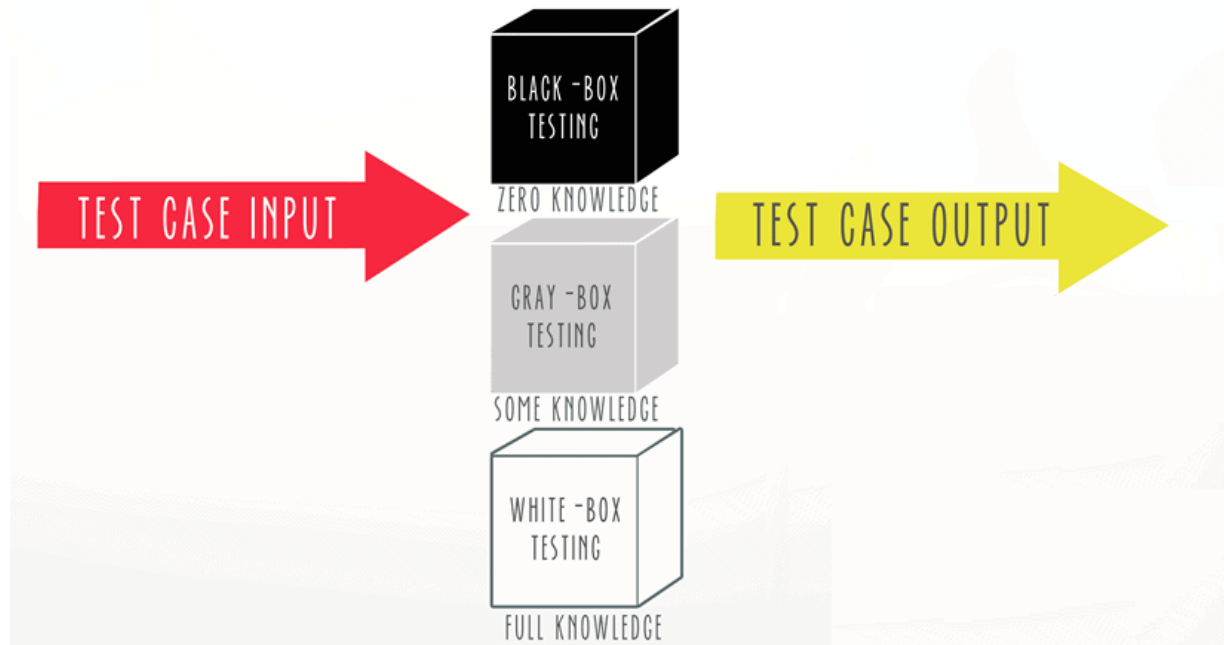 BLACK -BOX
TESTING
ZERO KNOWLEDGE
TEST CASE INPUT
TEST CASE OUTPUT
GRAY -BOX
TESTING
SOME KNOWLEDGE
WHITE -BOX
TESTING
FULL KNOWLEDGE